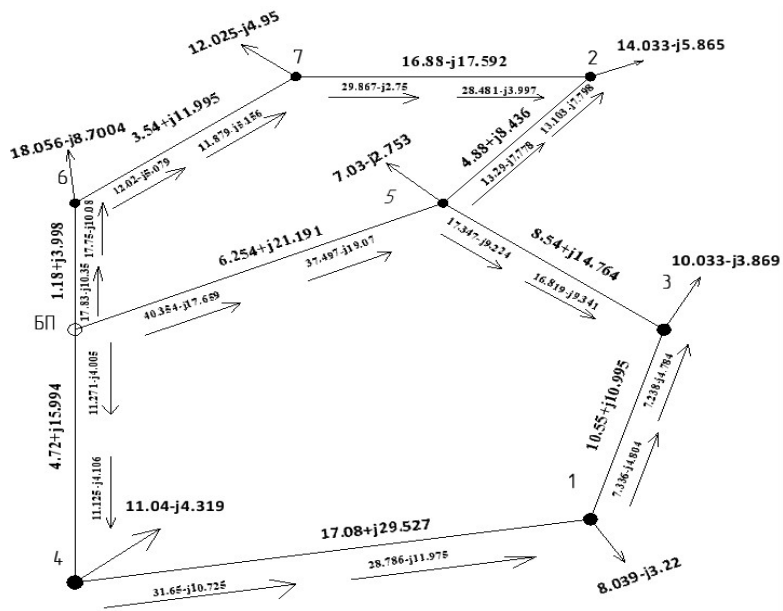 12.025-j4.95
7
16.88-j17.592
2
14.033-j5.865
29.867-j2.75
28.481-j3.997
3.54+j11.995
11.879-j5.156
12.02-j5.079
18.056-j8.7004
6
7.03-j2.753
4.88+j8.436
13.29-j7.778
13.103-j7.798
5
1.18+j3.998
17.83-j10.35
17.75-j10.08
6.254+j21.191
37.497-j19.07
40.354-j17.659
17.347-j9.224
8.54+j14.764
16.819-j9341
10.033-j3.869
3
БП
4.72+j15.994
11.271-j4.005
11.125-j4.106
10.55+j10.995
7.238-j4.784
7.336-j4.804
11.04-j4.319
1
4
17.08+j29.527
31.65-j10.725
28.786-j11.975
8.039-j3.22